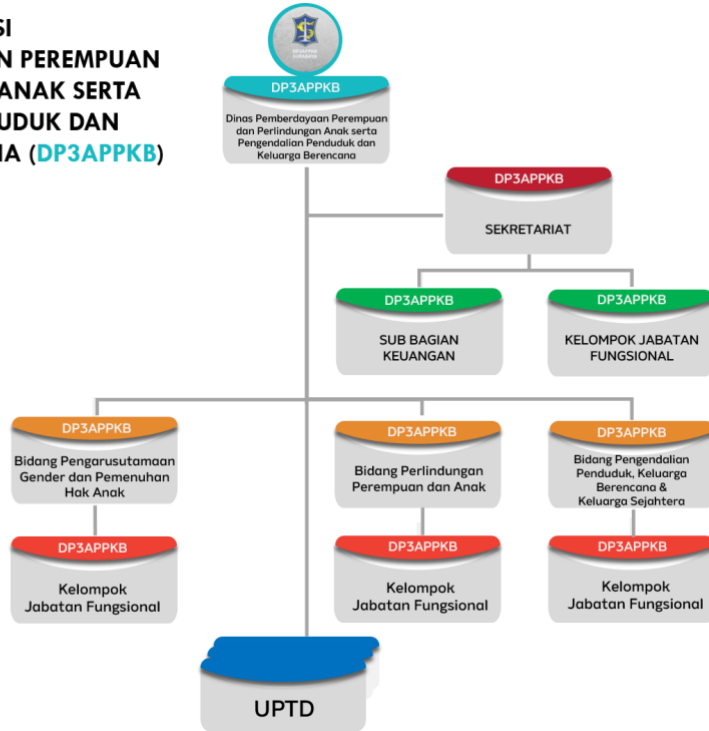 SI
N PEREMPUAN
ANAK SERTA
UDUK DAN
IA (DP3APPKB)
DP3APPKB
SURABAYA
DP3APPKB
Dinas Pemberdayaan Perempuan
dan Perlindungan Anak serta
Pengendalian Penduduk dan
Keluarga Berencana
DP3APPKB
SEKRETARIAT
DP3APPKB
SUB BAGIAN
KEUANGAN
DP3APPKB
KELOMPOK JABATAN
FUNGSIONAL
DP3APPKB
Bidang Pengarusutamaan
Gender dan Pemenuhan
Hak Anak
DP3APPKB
Bidang Perlindungan
Perempuan dan Anak
DP3APPKB
Bidang Pengendalian
Penduduk, Keluarga
Berencana &
Keluarga Sejahtera
DP3APPKB
Kelompok
Jabatan Fungsional
DP3APPKB
Kelompok
Jabatan Fungsional
DP3APPKB
Kelompok
Jabatan Fungsional
UPTD